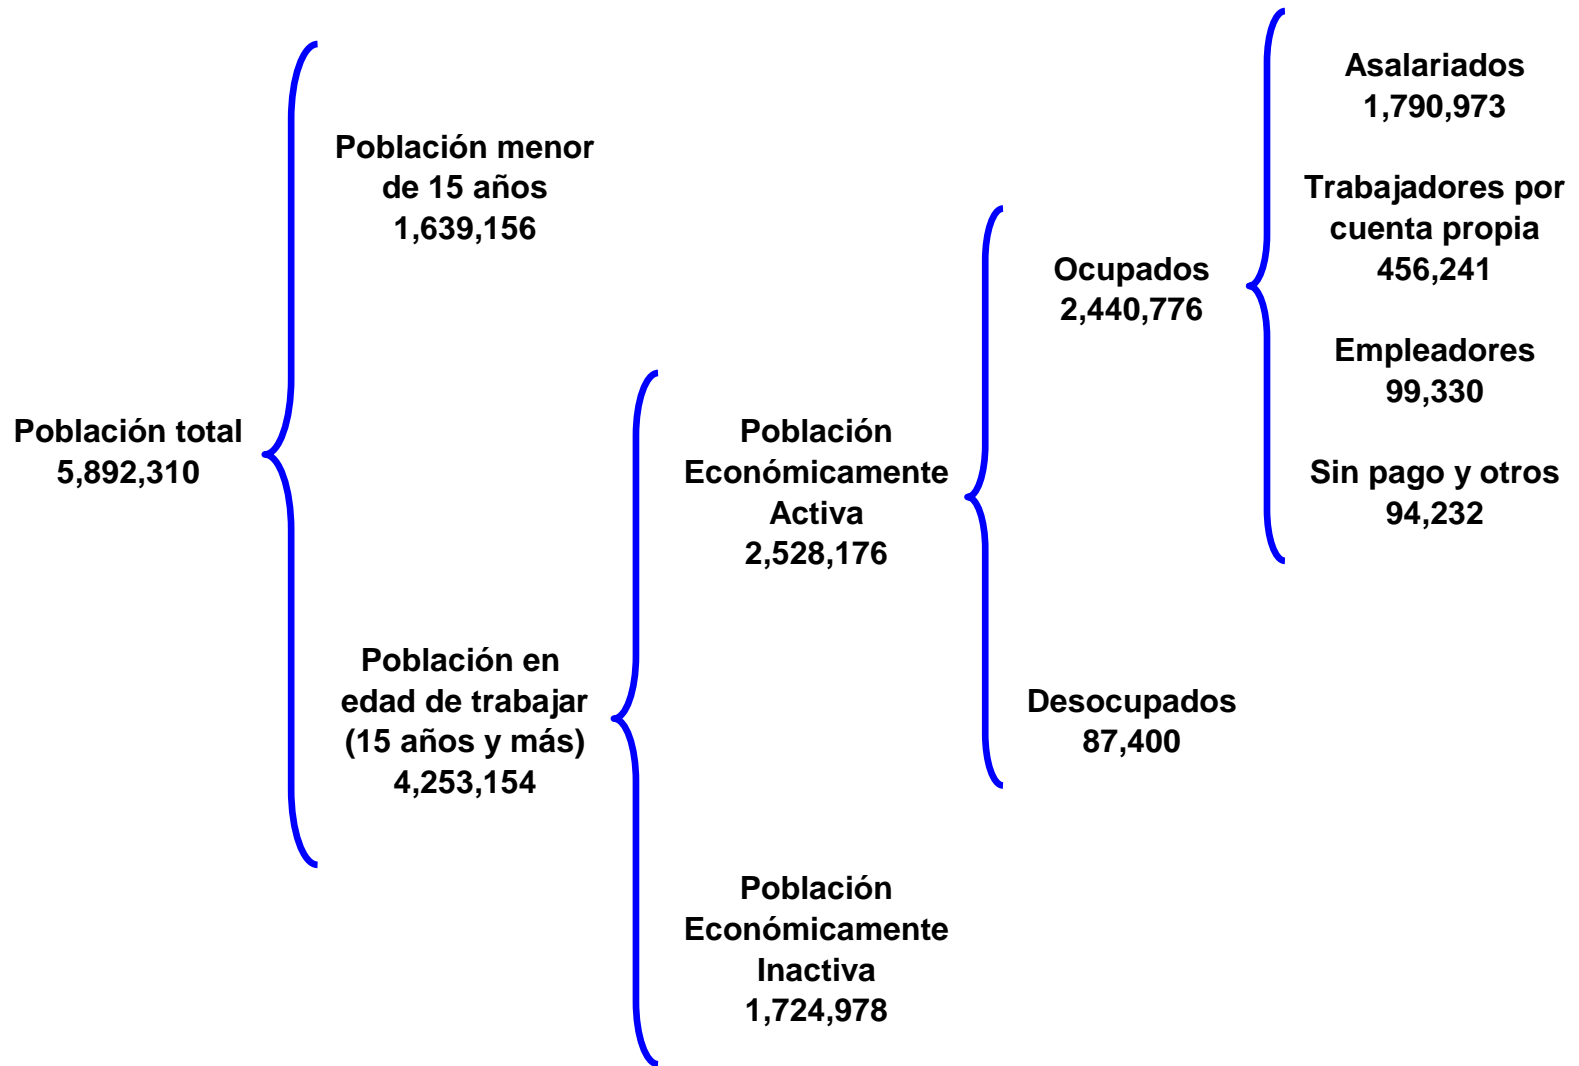 Población total
5,892,310
Población menor
de 15 años
1,639,156
Población en
edad de trabajar
(15 años y más)
4,253,154
Población
Económicamente
Activa
2,528,176
Población
Económicamente
Inactiva
1,724,978
Ocupados
2,440,776
Desocupados
87,400
Asalariados
1,790,973
Trabajadores por
cuenta propia
456,241
Empleadores
99,330
Sin pago y otros
94,232